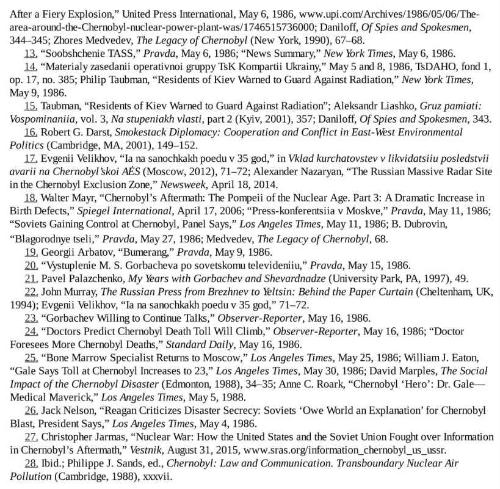 After a Fiery Explosion,” United Press International, May 6, 1986, www.upi.com/Archives/1986/05/06/The-
area-around-the-Chernobyl-nuclear-power-plant-was/1746515736000; Daniloff, Of Spies and Spokesmen,
344–345; Zhores Medvedev, The Legacy of Chernobyl (New York, 1990), 67–68.
13. “Soobshchenie TASS,” Pravda, May 6, 1986; “News Summary,” New York Times, May 6, 1986.
14. “Materialy zasedanii operativnoi gruppy TsK Kompartii Ukrainy,” May 5 and 8, 1986, TsDAHO, fond 1,
op. 17, no. 385; Philip Taubman, “Residents of Kiev Warned to Guard Against Radiation,” New York Times,
May 9, 1986.
15. Taubman, “Residents of Kiev Warned to Guard Against Radiation”; Aleksandr Liashko, Gruz pamiati:
Vospominaniia, vol. 3, Na stupeniakh vlasti, part 2 (Kyiv, 2001), 357; Daniloff, Of Spies and Spokesmen, 343.
16. Robert G. Darst, Smokestack Diplomacy: Cooperation and Conflict in East-West Environmental
Politics (Cambridge, MA, 2001), 149–152.
17. Evgenii Velikhov, “Ia na sanochkakh poedu v 35 god,” in Vklad kurchatovtsev v likvidatsiiu posledstvii
avarii na Chernobyl'skoi AĖS (Moscow, 2012), 71–72; Alexander Nazaryan, “The Russian Massive Radar Site
in the Chernobyl Exclusion Zone,” Newsweek, April 18, 2014.
18. Walter Mayr, “Chernobyl’s Aftermath: The Pompeii of the Nuclear Age. Part 3: A Dramatic Increase in
Birth Defects,” Spiegel International, April 17, 2006; “Press-konferentsiia v Moskve,” Pravda, May 11, 1986;
“Soviets Gaining Control at Chernobyl, Panel Says,” Los Angeles Times, May 11, 1986; B. Dubrovin,
“Blagorodnye tseli,” Pravda, May 27, 1986; Medvedev, The Legacy of Chernobyl, 68.
19. Georgii Arbatov, “Bumerang,” Pravda, May 9, 1986.
20. “Vystuplenie M. S. Gorbacheva po sovetskomu televideniiu,” Pravda, May 15, 1986.
21. Pavel Palazchenko, My Years with Gorbachev and Shevardnadze (University Park, PA, 1997), 49.
22. John Murray, The Russian Press from Brezhnev to Yeltsin: Behind the Paper Curtain (Cheltenham, UK,
1994); Evgenii Velikhov, “Ia na sanochkakh poedu v 35 god,” 71–72.
23. “Gorbachev Willing to Continue Talks,” Observer-Reporter, May 16, 1986.
24. “Doctors Predict Chernobyl Death Toll Will Climb,” Observer-Reporter, May 16, 1986; “Doctor
Foresees More Chernobyl Deaths,” Standard Daily, May 16, 1986.
25. “Bone Marrow Specialist Returns to Moscow,” Los Angeles Times, May 25, 1986; William J. Eaton,
“Gale Says Toll at Chernobyl Increases to 23,” Los Angeles Times, May 30, 1986; David Marples, The Social
Impact of the Chernobyl Disaster (Edmonton, 1988), 34–35; Anne C. Roark, “Chernobyl ‘Hero’: Dr. Gale—
Medical Maverick,” Los Angeles Times, May 5, 1988.
26. Jack Nelson, “Reagan Criticizes Disaster Secrecy: Soviets ‘Owe World an Explanation’ for Chernobyl
Blast, President Says,” Los Angeles Times, May 4, 1986.
27. Christopher Jarmas, “Nuclear War: How the United States and the Soviet Union Fought over Information
in Chernobyl’s Aftermath,” Vestnik, August 31, 2015, www.sras.org/information_chernobyl_us_ussr.
28. Ibid.; Philippe J. Sands, ed., Chernobyl: Law and Communication. Transboundary Nuclear Air
Pollution (Cambridge, 1988), xxxvii.